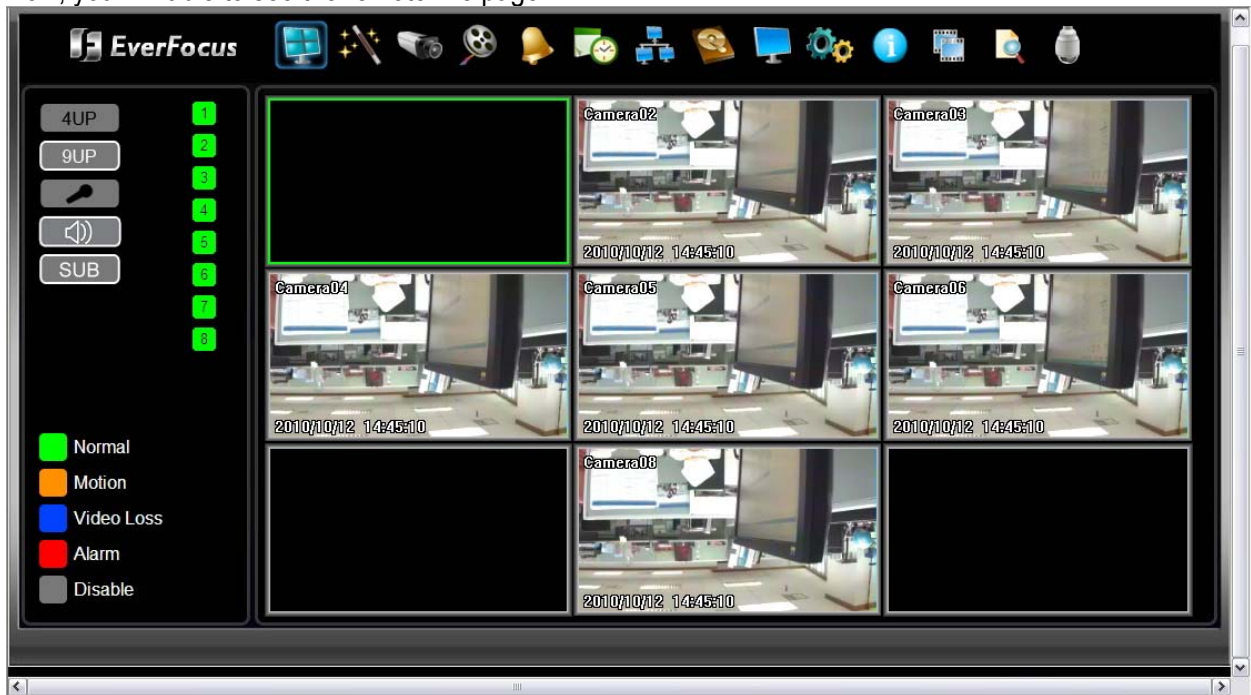 EverFocus
4UP
9UP
SUB
1
2
3
4
5
6
7
8
Normal
Motion
Video Loss
Alarm
Disable
Camera02
2010/10/12 14:45:10
Camera03
2010/10/12 14:45:10
Camera04
2010/10/12 14:45:10
Camera05
2010/10/12 14:45:10
Camera06
2010/10/12 14:45:10
Camera08
2010/10/12 14:45:10